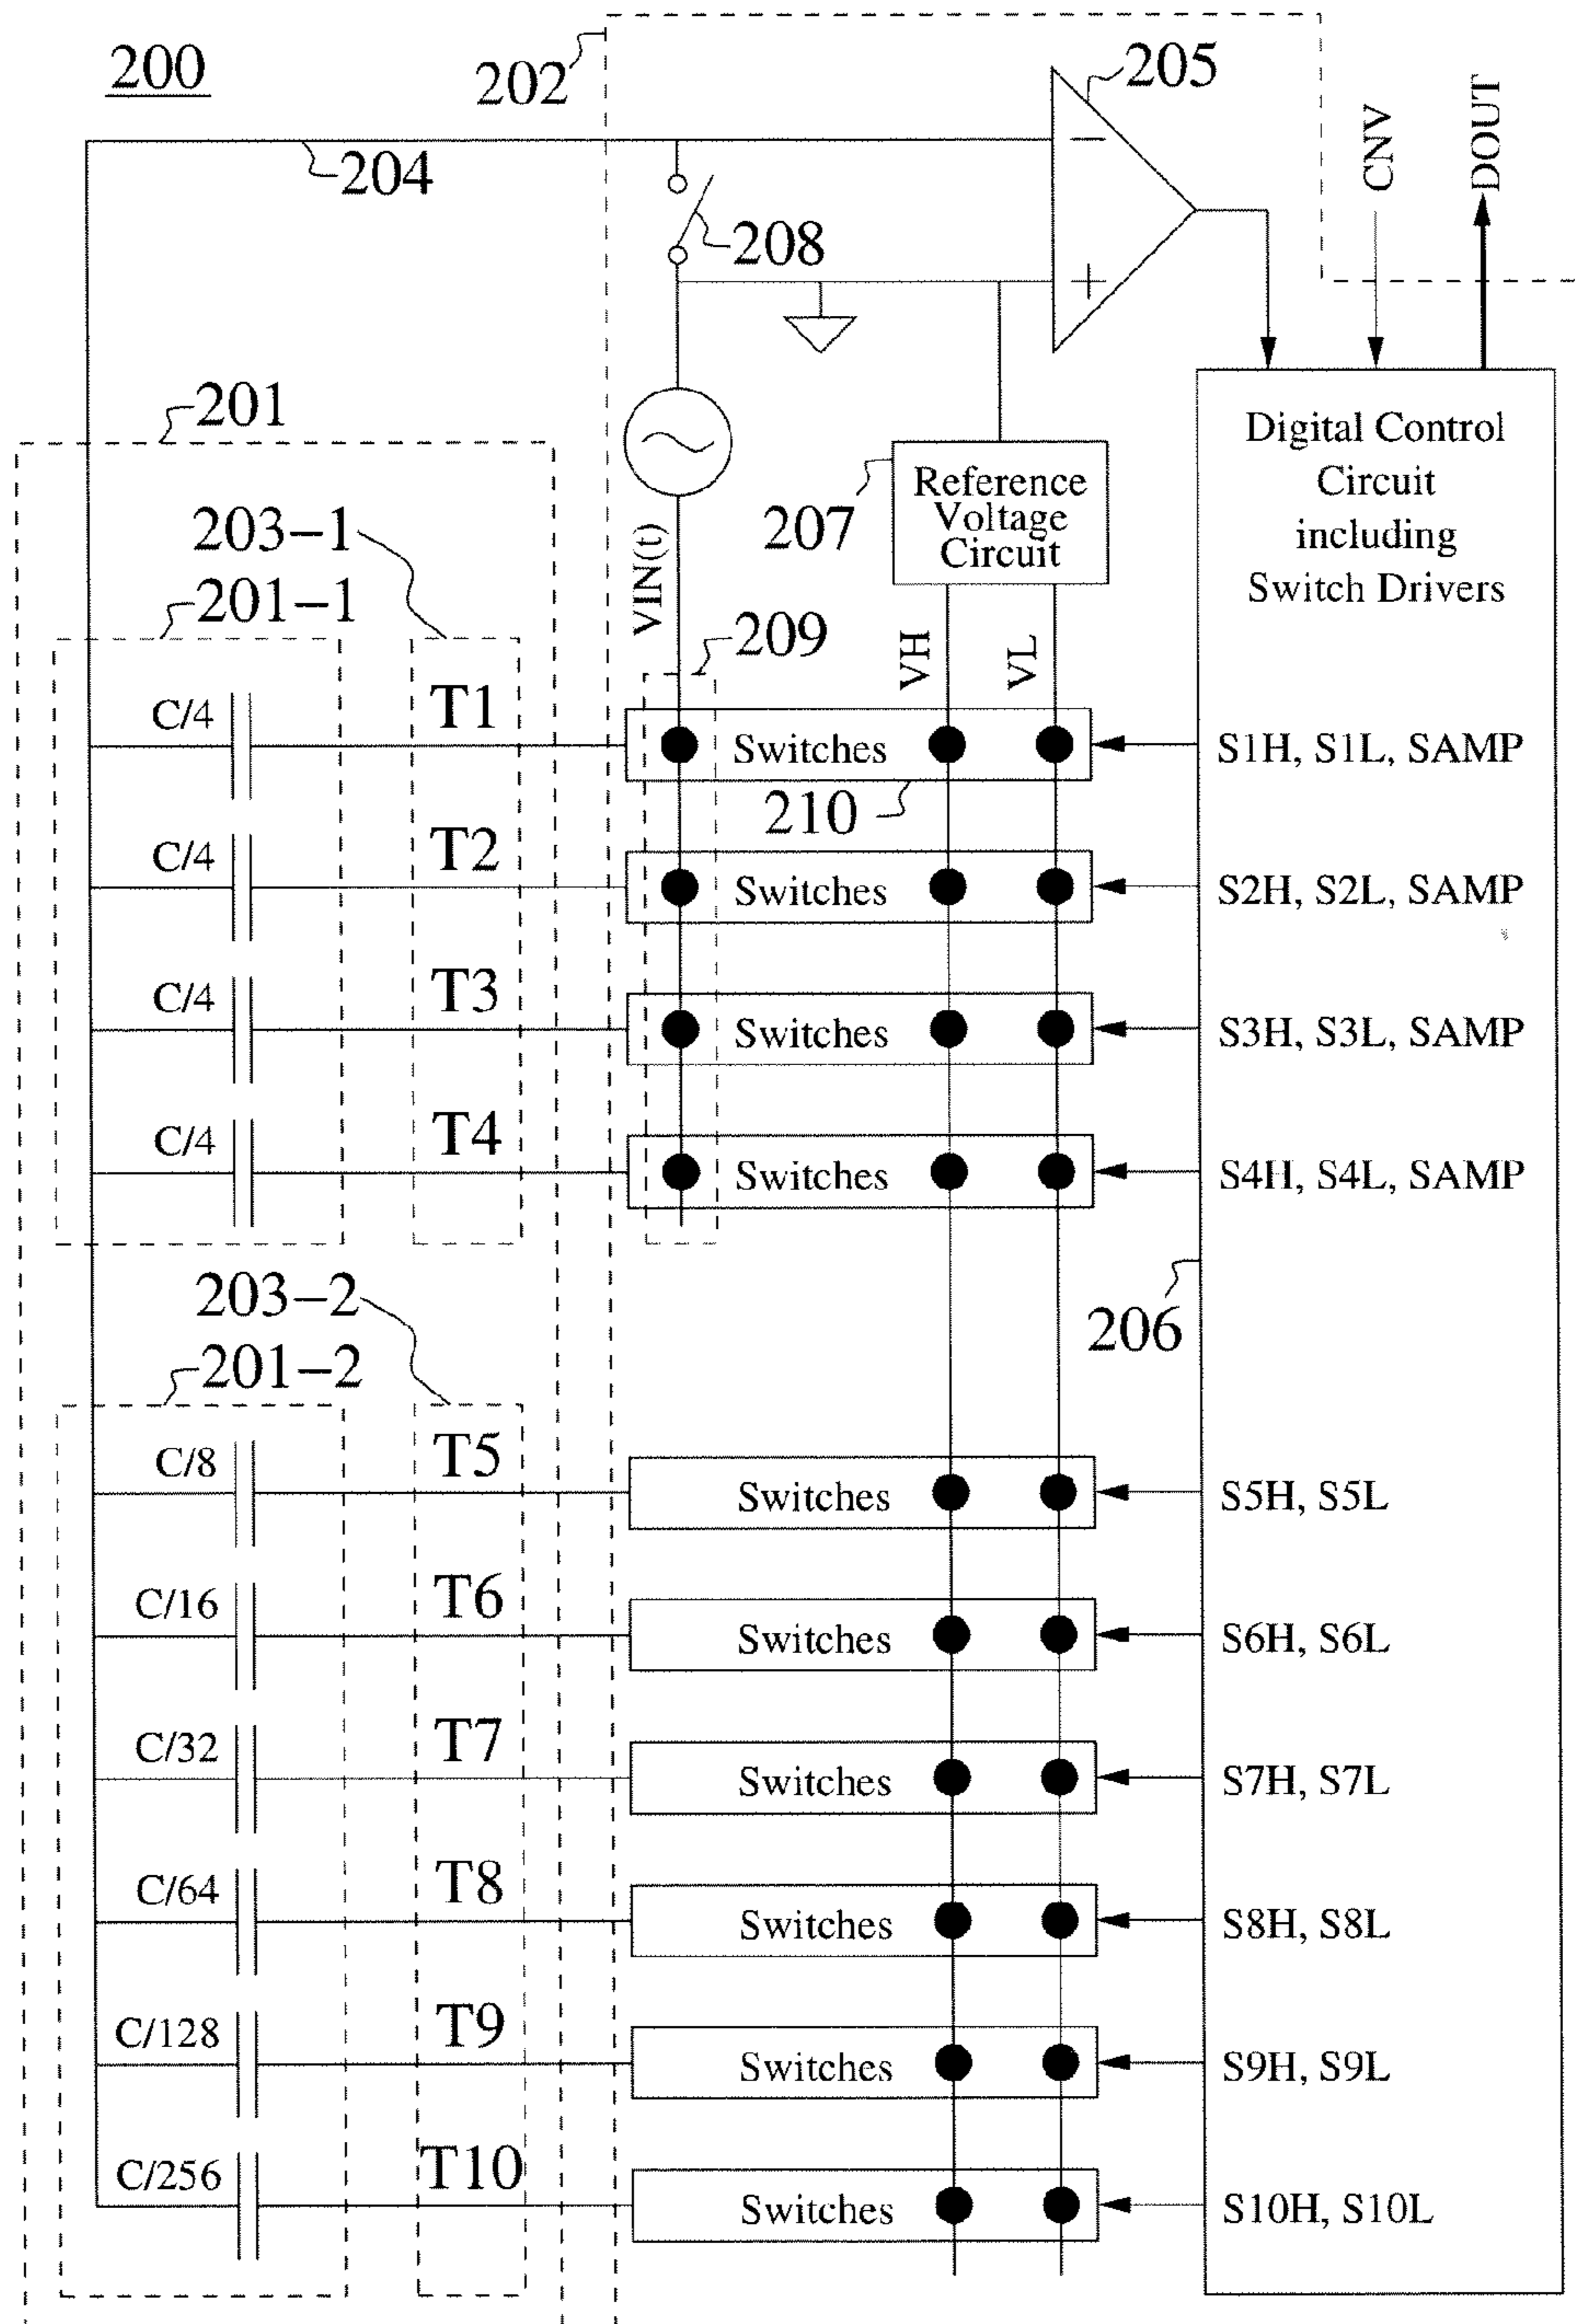 200
202
205
CNV
DOUT
204
−
208
+
201
Digital Control
Circuit
including
Switch Drivers
203−1
Reference
Voltage
Circuit
207
201−1
VIN(t)
209
VH
VL
C/4
T1
Switches
S1H, S1L, SAMP
210
C/4
T2
Switches
S2H, S2L, SAMP
C/4
T3
Switches
S3H, S3L, SAMP
C/4
T4
Switches
S4H, S4L, SAMP
203−2
206
201−2
C/8
T5
Switches
S5H, S5L
C/16
T6
Switches
S6H, S6L
C/32
T7
Switches
S7H, S7L
C/64
T8
Switches
S8H, S8L
C/128
T9
Switches
S9H, S9L
C/256
T10
Switches
S10H, S10L